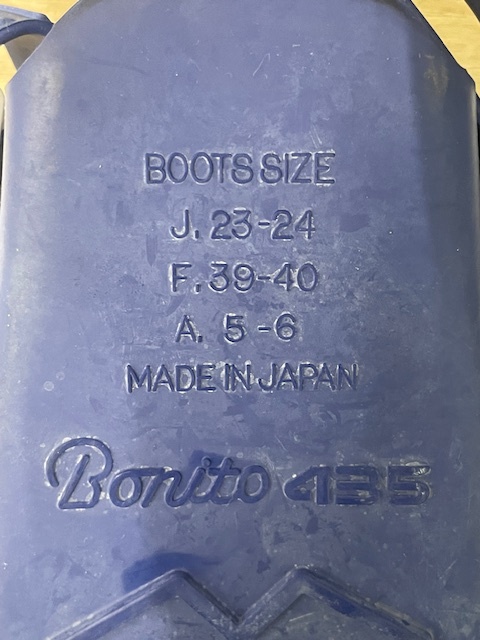 BOOTS SIZE
J. 23-24
F. 39-40
A. 5-6
MADE IN JAPAN
Bonito 435